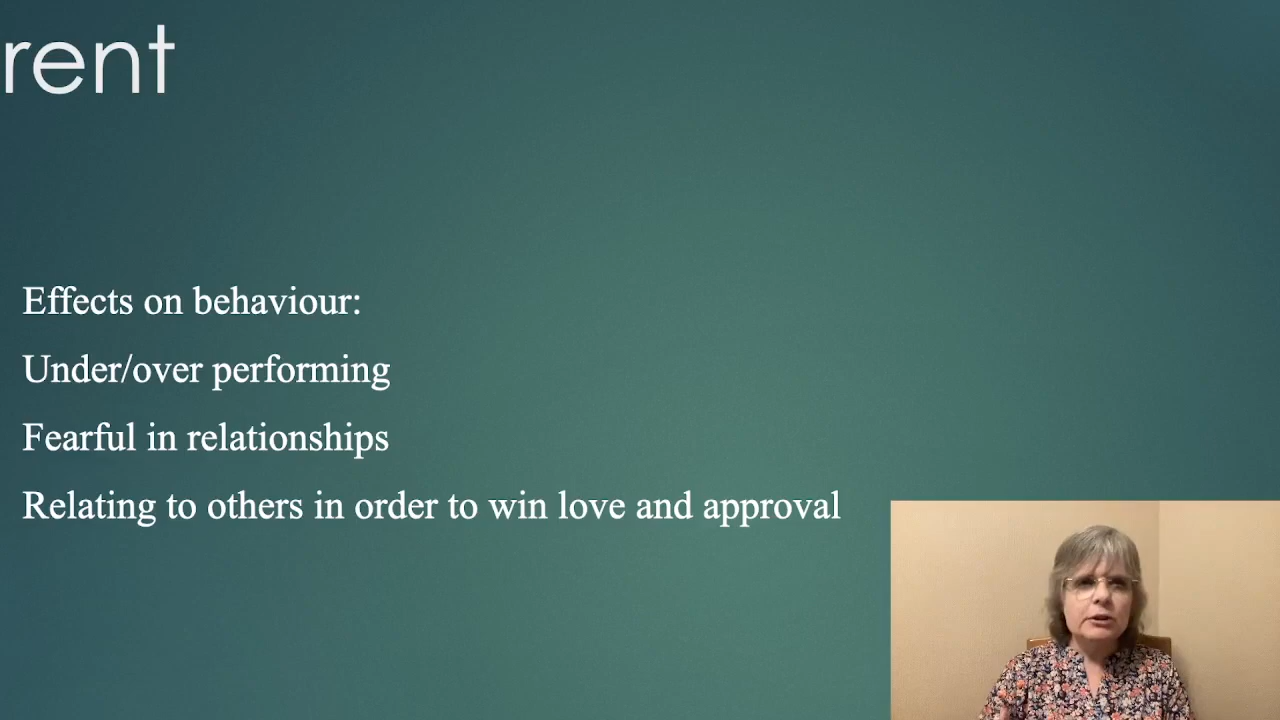 rent
Effects on behaviour:
Under/over performing
Fearful in relationships
Relating to others in order to win love and approval